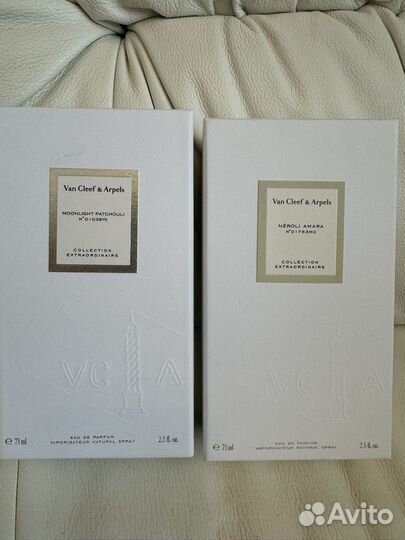 Van Cleef & Arpels
MOONLIGHT PATCHOULI
COLLECTION
EXTRAORDINAIRE
VC A
EAU DE PARFUM
VAPORISATEUR NATURAL SPRAY
℮ 75 ml
2.5 fl. oz.
Van Cleef & Arpels
NÉROLI AMARA
N°01783HG
COLLECTION
EXTRAORDINAIRE
VC A
EAU DE PARFUM
VAPORISATEUR NATURAL SPRAY
℮ 75 ml
2.5 fl. oz.
Avito